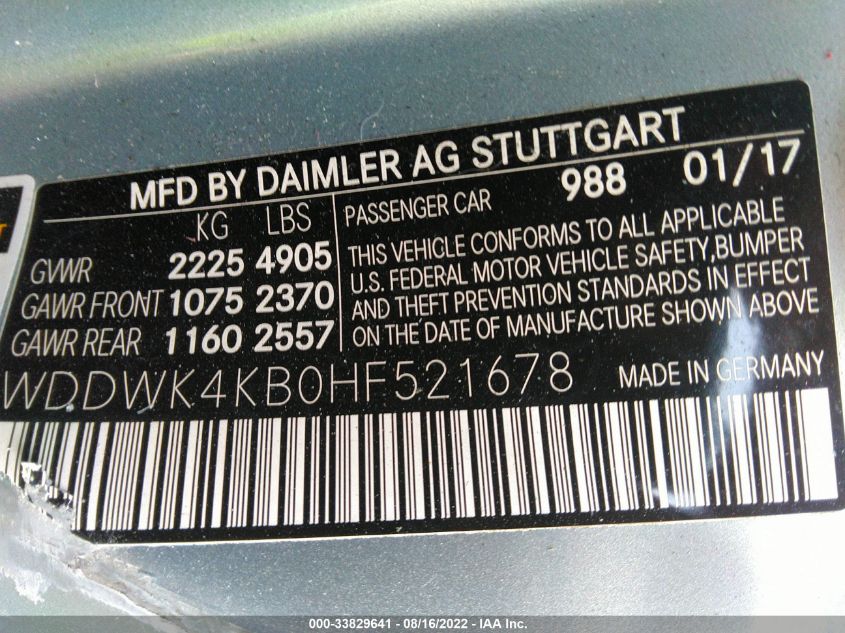 MFD BY DAIMLER AG STUTTGART
KG LBS
GVWR 2225 4905
GAWR FRONT 1075 2370
GAWR REAR 1160 2557
PASSENGER CAR 988 01/17
THIS VEHICLE CONFORMS TO ALL APPLICABLE
U.S. FEDERAL MOTOR VEHICLE SAFETY, BUMPER
AND THEFT PREVENTION STANDARDS IN EFFECT
ON THE DATE OF MANUFACTURE SHOWN ABOVE
WDDWK4KB0HF521678 MADE IN GERMANY
000-33829641 - 08/16/2022 - IAA Inc.